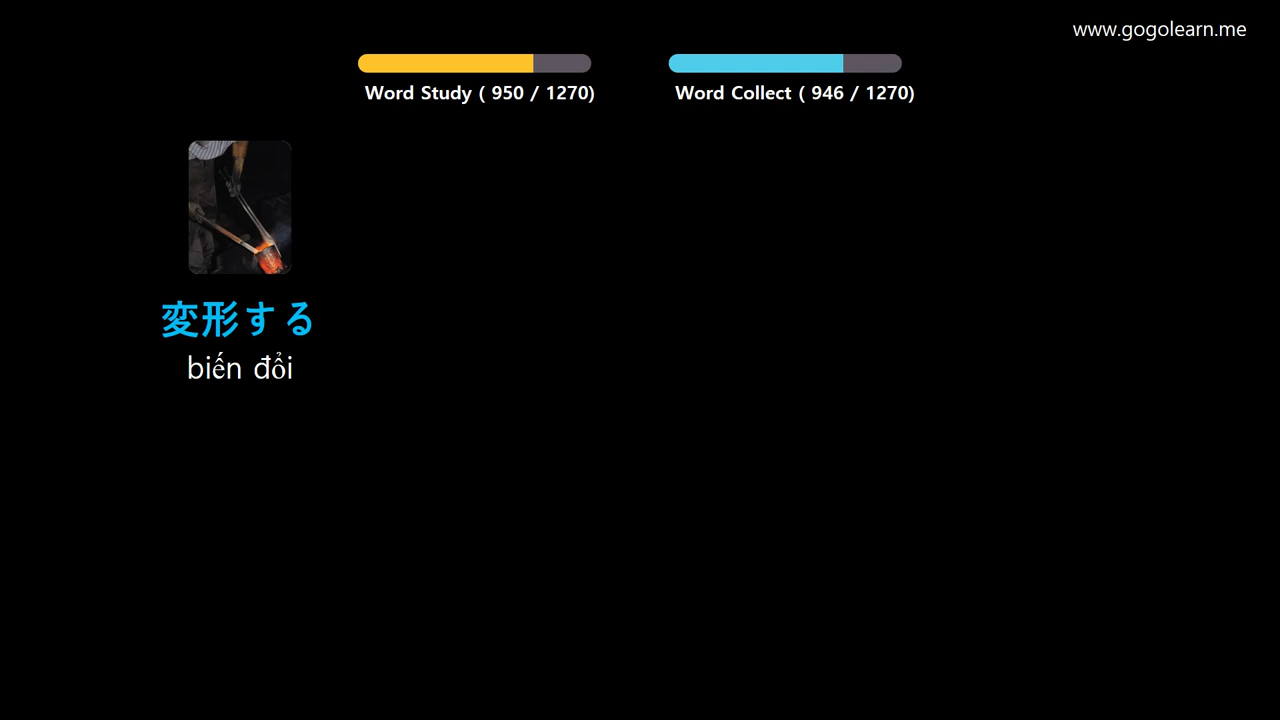 www.gogolearn.me
Word Study ( 950 / 1270)
Word Collect ( 946 / 1270)
変形する
biến đổi